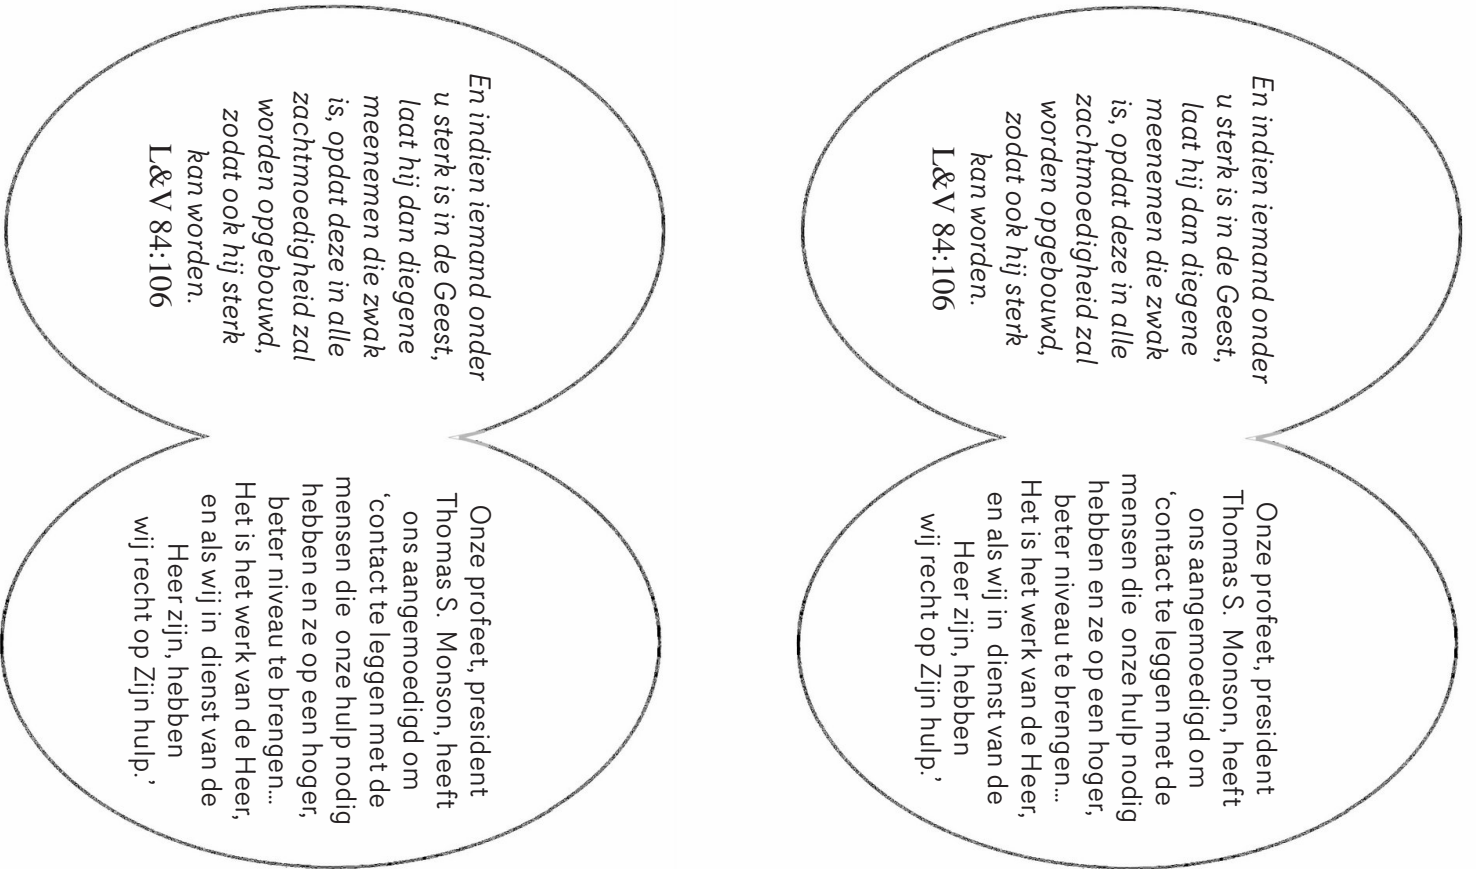 En indien iemand onder
u sterk is in de Geest,
laat hij dan diegene
meenemen die zwak
is, opdat deze in alle
zachtmoedigheid zal
worden opgebouwd,
zodat ook hij sterk
kan worden.
L&V 84:106
Onze profeet, president
Thomas S. Monson, heeft
ons aangemoedigd om
‘contact te leggen met de
mensen die onze hulp nodig
hebben en ze op een hoger,
beter niveau te brengen...
Het is het werk van de Heer,
en als wij in dienst van de
Heer zijn, hebben
wij recht op Zijn hulp.’
En indien iemand onder
u sterk is in de Geest,
laat hij dan diegene
meenemen die zwak
is, opdat deze in alle
zachtmoedigheid zal
worden opgebouwd,
zodat ook hij sterk
kan worden.
L&V 84:106
Onze profeet, president
Thomas S. Monson, heeft
ons aangemoedigd om
‘contact te leggen met de
mensen die onze hulp nodig
hebben en ze op een hoger,
beter niveau te brengen...
Het is het werk van de Heer,
en als wij in dienst van de
Heer zijn, hebben
wij recht op Zijn hulp.’